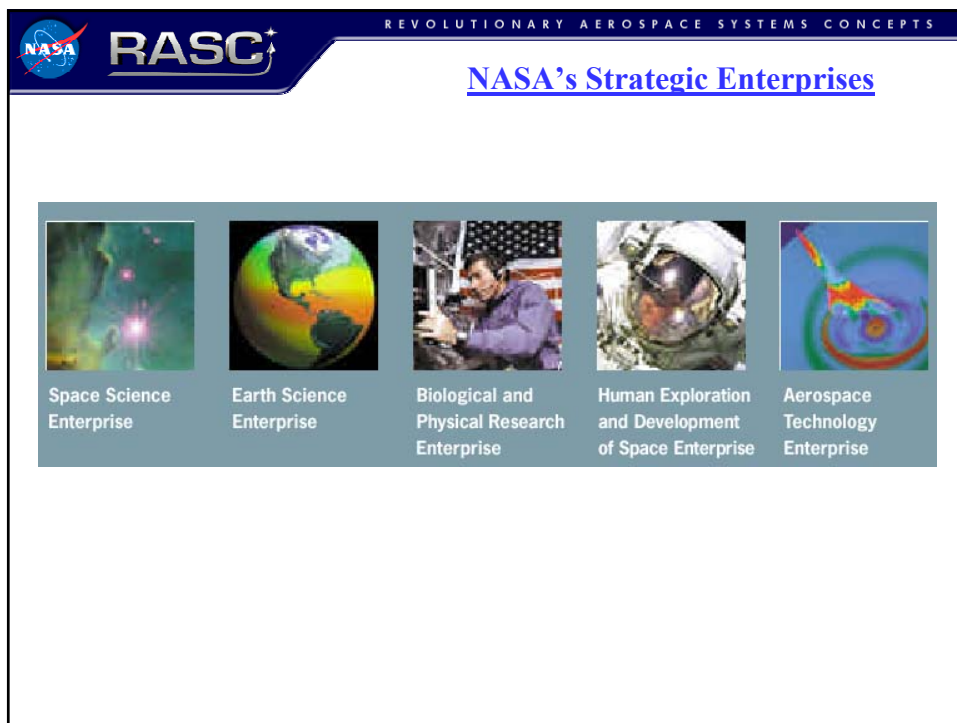 REVOLUTIONARY AEROSPACE SYSTEMS CONCEPTS
NASA
RASC
NASA's Strategic Enterprises
Space Science
Enterprise
Earth Science
Enterprise
Biological and
Physical Research
Enterprise
Human Exploration
and Development
of Space Enterprise
Aerospace
Technology
Enterprise